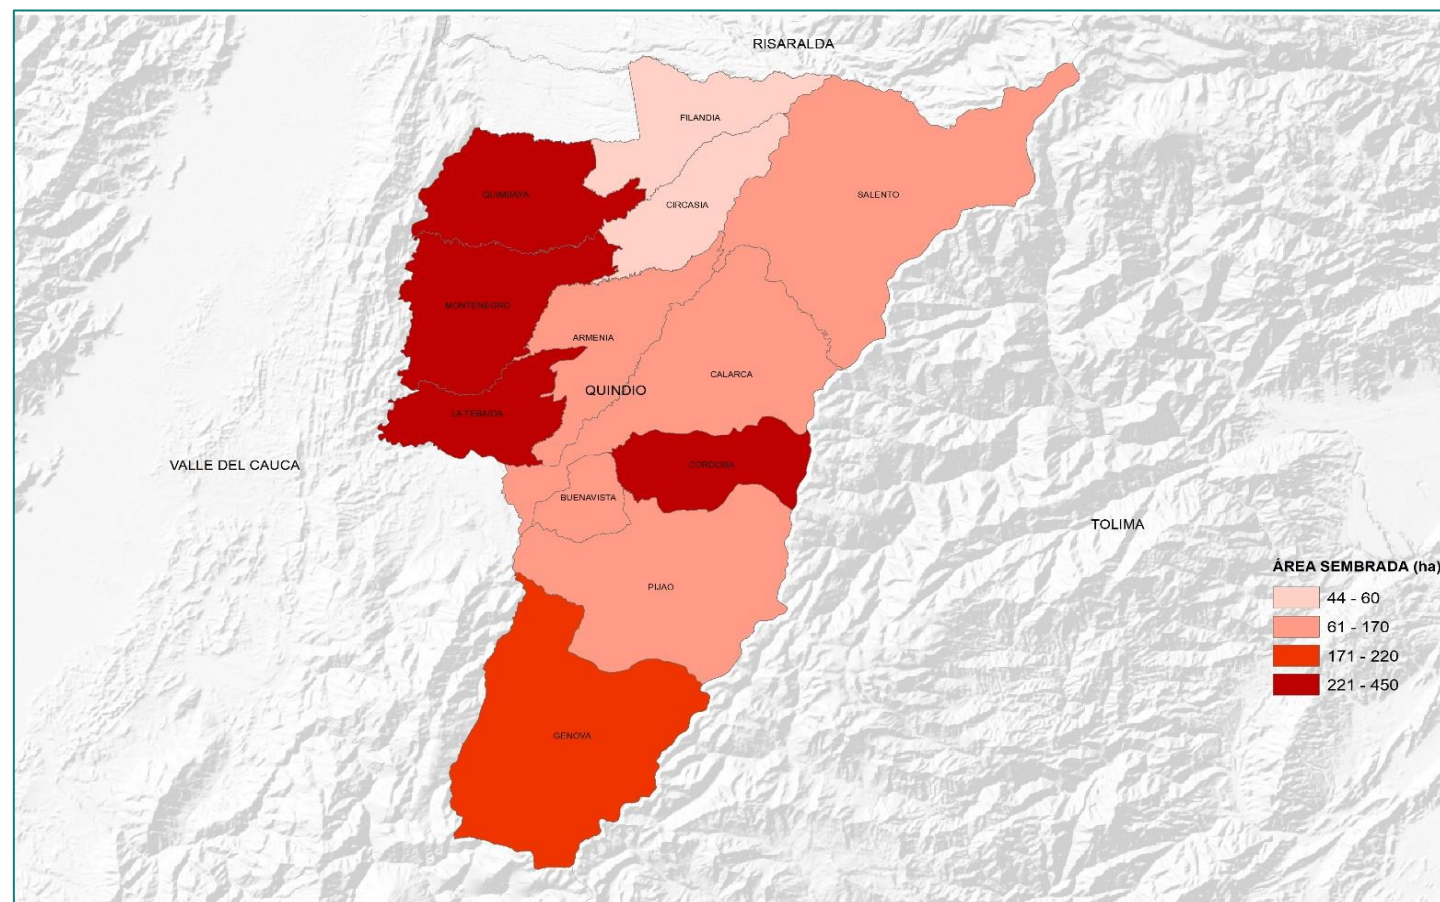 RISARALDA
FILANDIA
QUIMBAYA
SALENTO
CIRCASIA
MONTENEGRO
ARMENIA
CALARCA
QUINDIO
LA TEBAIDA
VALLE DEL CAUCA
CORDOBA
BUENAVISTA
TOLIMA
PIJAO
GENOVA
ÁREA SEMBRADA (ha)
44 - 60
61 - 170
171 - 220
221 - 450